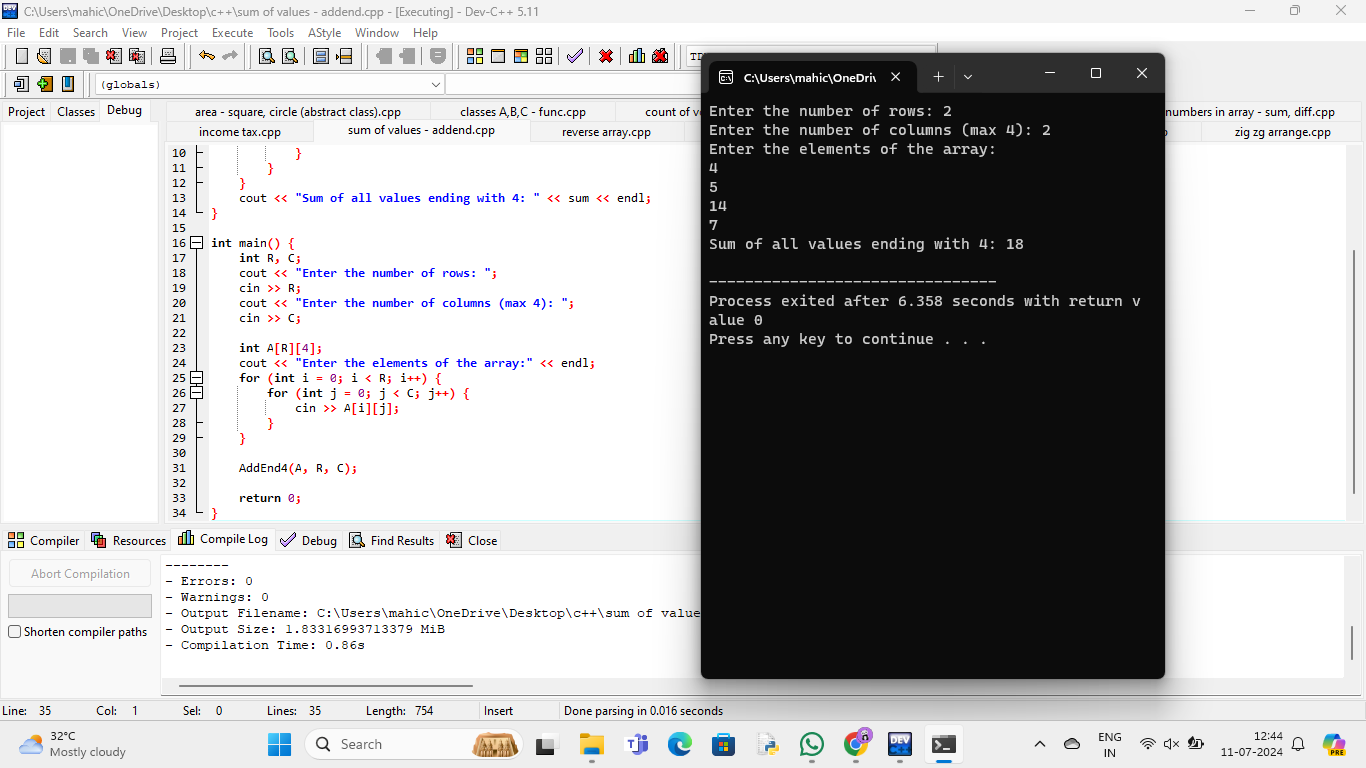 C:\Users\mahic\OneDrive\Desktop\c++\sum of values - addend.cpp - [Executing] - Dev-C++ 5.11
File Edit Search View Project Execute Tools AStyle Window Help
(globals)
Project Classes Debug
area - square, circle (abstract class).cpp classes A,B,C - func.cpp count of numbers in array - sum, diff.cpp
income tax.cpp sum of values - addend.cpp reverse array.cpp zig zg arrange.cpp
10 }
11 }
12 }
13 cout << "Sum of all values ending with 4: " << sum << endl;
14 }
15
16 int main() {
17 int R, C;
18 cout << "Enter the number of rows: ";
19 cin >> R;
20 cout << "Enter the number of columns (max 4): ";
21 cin >> C;
22
23 int A[R][4];
24 cout << "Enter the elements of the array:" << endl;
25 for (int i = 0; i < R; i++) {
26 for (int j = 0; j < C; j++) {
27 cin >> A[i][j];
28 }
29 }
30
31 AddEnd4(A, R, C);
32
33 return 0;
34 }
C:\Users\mahic\OneDri
Enter the number of rows: 2
Enter the number of columns (max 4): 2
Enter the elements of the array:
4
5
14
7
Sum of all values ending with 4: 18
--------------------------------
Process exited after 6.358 seconds with return v
alue 0
Press any key to continue . . .
Compiler Resources Compile Log Debug Find Results Close
Abort Compilation
Shorten compiler paths
--------
- Errors: 0
- Warnings: 0
- Output Filename: C:\Users\mahic\OneDrive\Desktop\c++\sum of value
- Output Size: 1.83316993713379 MiB
- Compilation Time: 0.86s
Line: 35 Col: 1 Sel: 0 Lines: 35 Length: 754 Insert Done parsing in 0.016 seconds
32°C
Mostly cloudy
Search
DEV
PRE
ENG
IN
12:44
11-07-2024